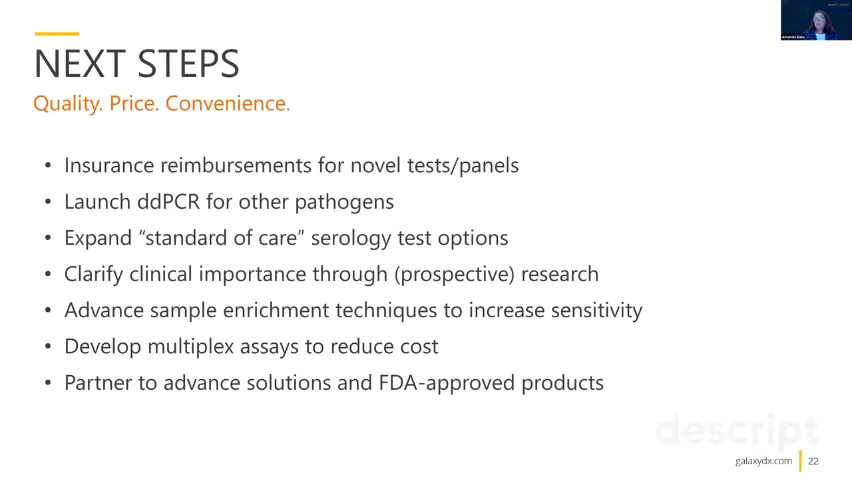 NEXT STEPS
Quality. Price. Convenience.
• Insurance reimbursements for novel tests/panels
• Launch ddPCR for other pathogens
• Expand “standard of care” serology test options
• Clarify clinical importance through (prospective) research
• Advance sample enrichment techniques to increase sensitivity
• Develop multiplex assays to reduce cost
• Partner to advance solutions and FDA-approved products
descript
galaxydx.com 22